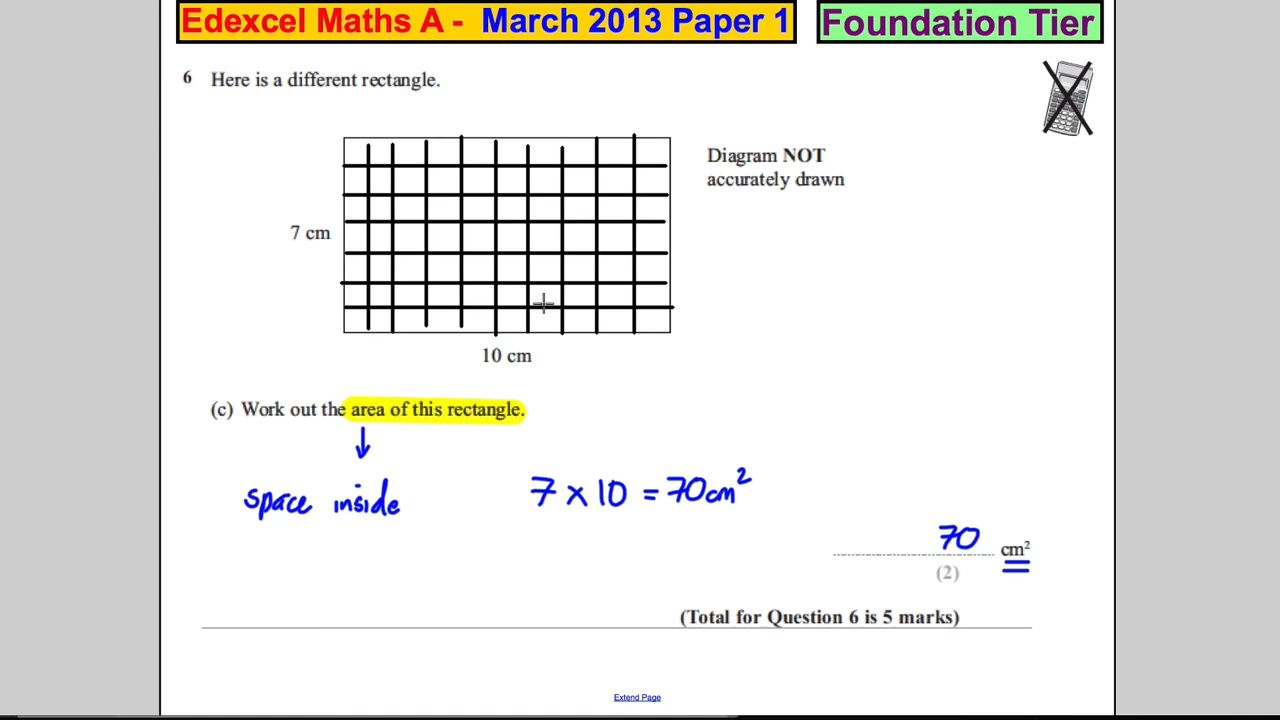 Edexcel Maths A - March 2013 Paper 1
Foundation Tier
6 Here is a different rectangle.
Diagram NOT
accurately drawn
7 cm
10 cm
(c) Work out the area of this rectangle.
space inside
7 × 10 = 70cm²
70 cm²
(2)
(Total for Question 6 is 5 marks)
Extend Page